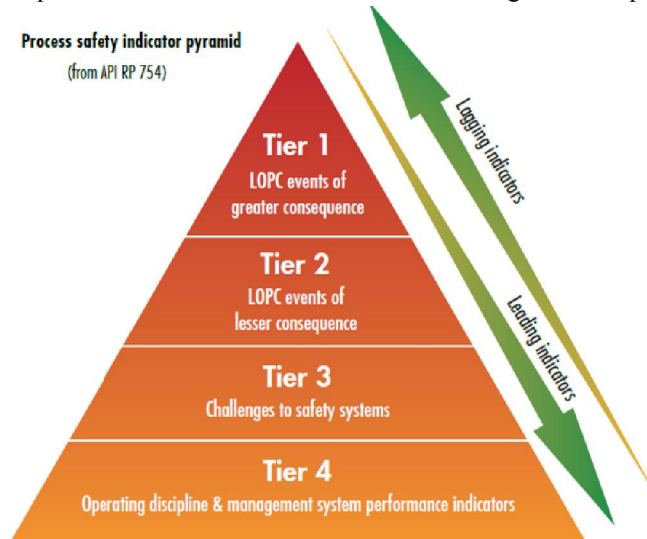 Process safety indicator pyramid
(from API RP 754)
Tier 1
LOPC events of
greater consequence
Tier 2
LOPC events of
lesser consequence
Tier 3
Challenges to safety systems
Tier 4
Operating discipline & management system performance indicators
Lagging indicators
Leading indicators